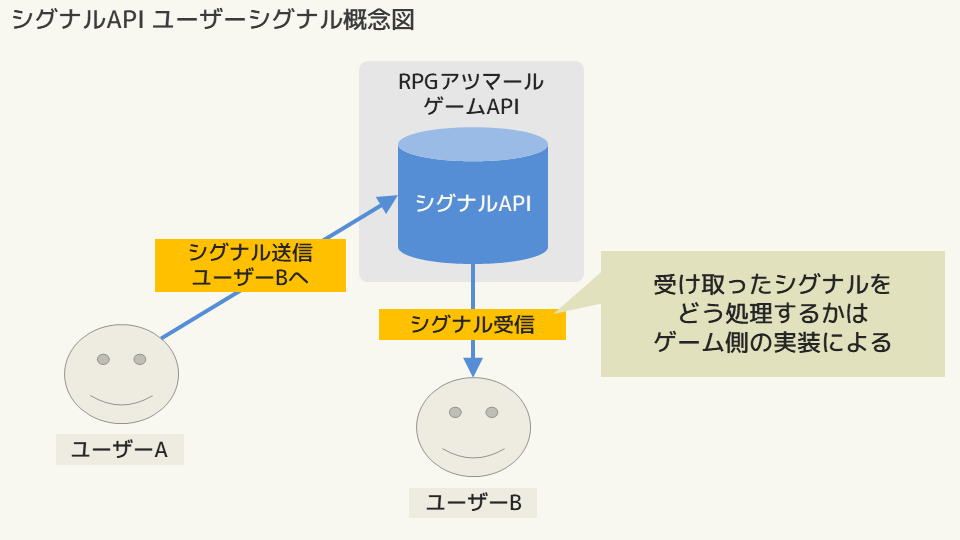 シグナルAPI ユーザーシグナル概念図
RPGアツマール
ゲームAPI
シグナルAPI
シグナル送信
ユーザーBへ
受け取ったシグナルを
どう処理するかは
ゲーム側の実装による
シグナル受信
ユーザーA
ユーザーB